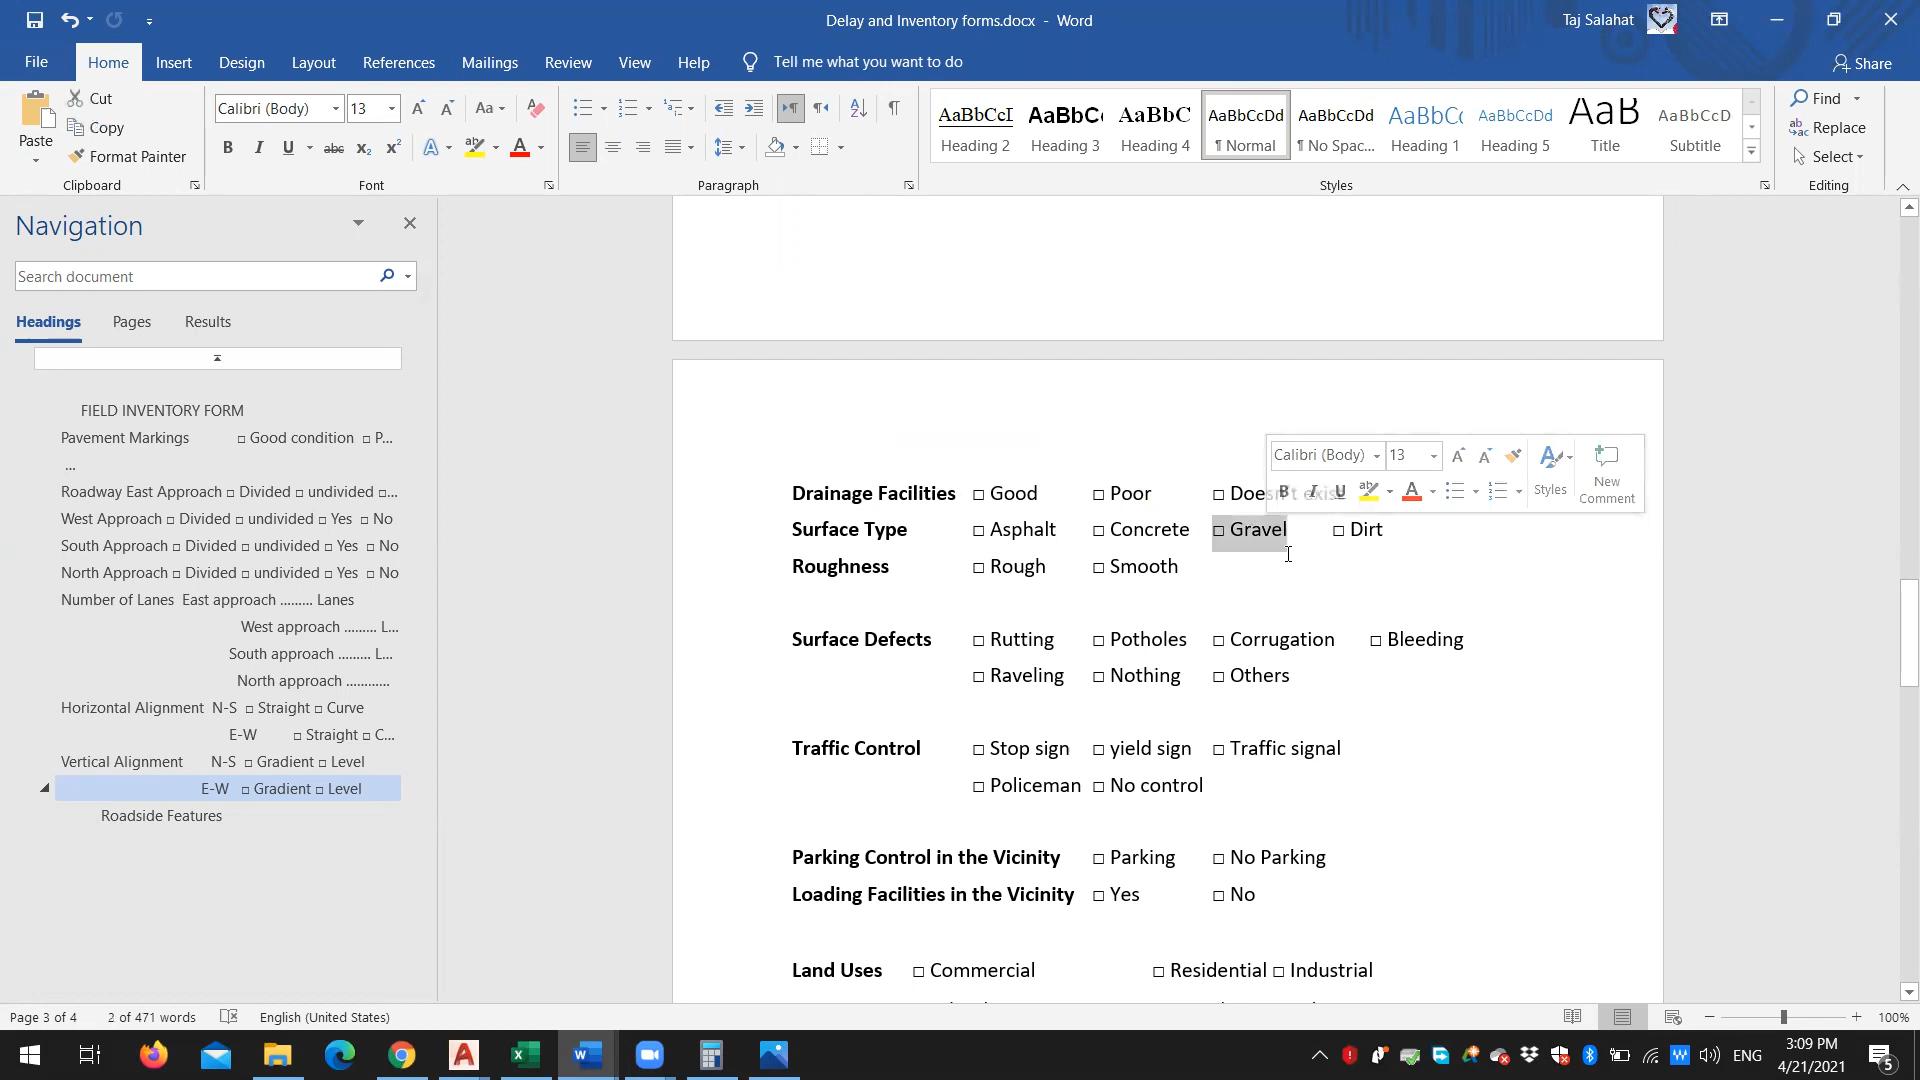 Delay and Inventory forms.docx - Word
Taj Salahat
File Home Insert Design Layout References Mailings Review View Help Tell me what you want to do Share
Paste Cut Copy Format Painter
Calibri (Body) 13
Aa
AaBbCcI AaBbC AaBbC AaBbCcDd AaBbCcDd AaBbC AaBbCcDd AaB AaBbCcD
Heading 2 Heading 3 Heading 4 ¶ Normal ¶ No Spac... Heading 1 Heading 5 Title Subtitle
Find
Replace
Select
Clipboard Font Paragraph Styles Editing
Navigation
Search document
Headings Pages Results
FIELD INVENTORY FORM
Pavement Markings □ Good condition □ P...
...
Roadway East Approach □ Divided □ undivided □...
West Approach □ Divided □ undivided □ Yes □ No
South Approach □ Divided □ undivided □ Yes □ No
North Approach □ Divided □ undivided □ Yes □ No
Number of Lanes East approach ......... Lanes
West approach ......... L...
South approach ......... L...
North approach ............
Horizontal Alignment N-S □ Straight □ Curve
E-W □ Straight □ C...
Vertical Alignment N-S □ Gradient □ Level
E-W □ Gradient □ Level
Roadside Features
Calibri (Body) 13
Styles New Comment
Drainage Facilities □ Good □ Poor □ Doesn't exist
Surface Type □ Asphalt □ Concrete □ Gravel □ Dirt
Roughness □ Rough □ Smooth
Surface Defects □ Rutting □ Potholes □ Corrugation □ Bleeding
□ Raveling □ Nothing □ Others
Traffic Control □ Stop sign □ yield sign □ Traffic signal
□ Policeman □ No control
Parking Control in the Vicinity □ Parking □ No Parking
Loading Facilities in the Vicinity □ Yes □ No
Land Uses □ Commercial □ Residential □ Industrial
Page 3 of 4 2 of 471 words English (United States) 100%
ENG
3:09 PM
4/21/2021
5